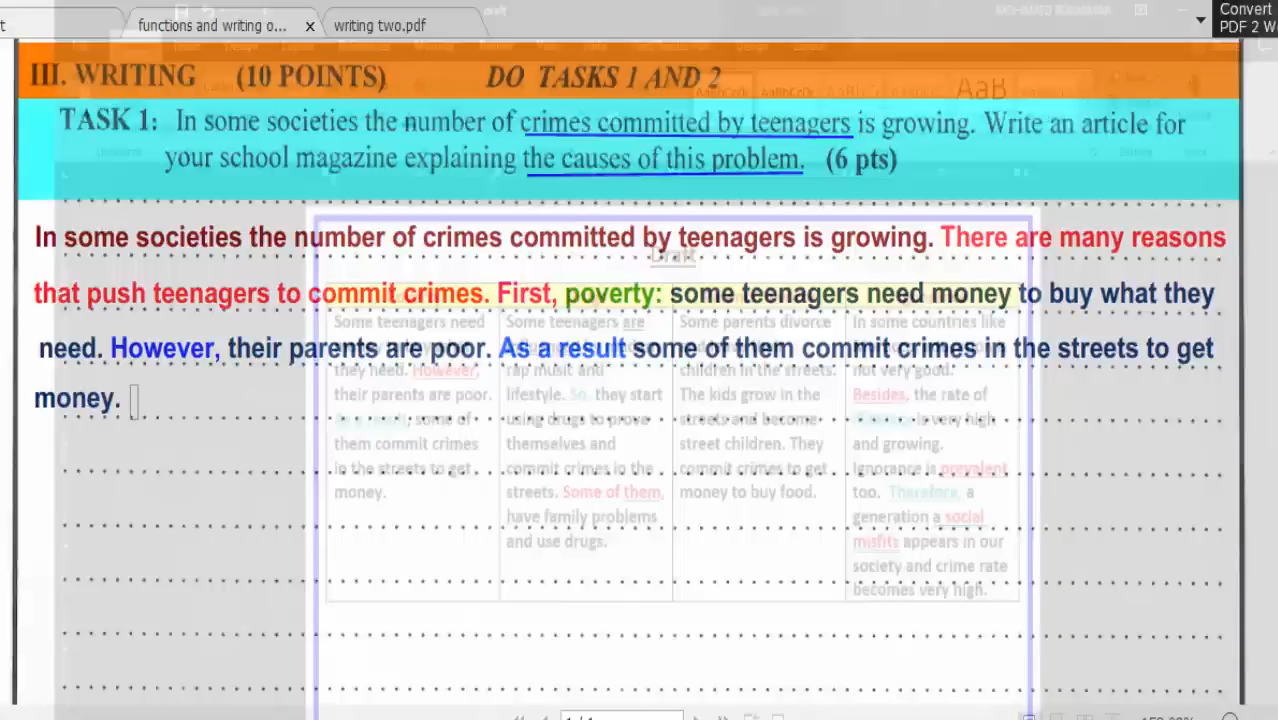 functions and writing o... × writing two.pdf
Convert
PDF 2 W
III. WRITING (10 POINTS) DO TASKS 1 AND 2
TASK 1: In some societies the number of crimes committed by teenagers is growing. Write an article for
your school magazine explaining the causes of this problem. (6 pts)
In some societies the number of crimes committed by teenagers is growing. There are many reasons
that push teenagers to commit crimes. First, poverty: some teenagers need money to buy what they
need. However, their parents are poor. As a result some of them commit crimes in the streets to get
money.
Draft
Some teenagers need
they need. However,
their parents are poor.
some of
them commit crimes
in the streets to get
money.
Some teenagers are
rap music and
lifestyle. So, they start
using drugs to prove
themselves and
commit crimes in the
streets. Some of them,
have family problems
and use drugs.
Some parents divorce
children in the streets.
The kids grow in the
streets and become
street children. They
commit crimes to get
money to buy food.
In some countries like
not very good.
Besides, the rate of
is very high
and growing.
Ignorance is prevalent
too. Therefore, a
generation a social
misfits appears in our
society and crime rate
becomes very high.